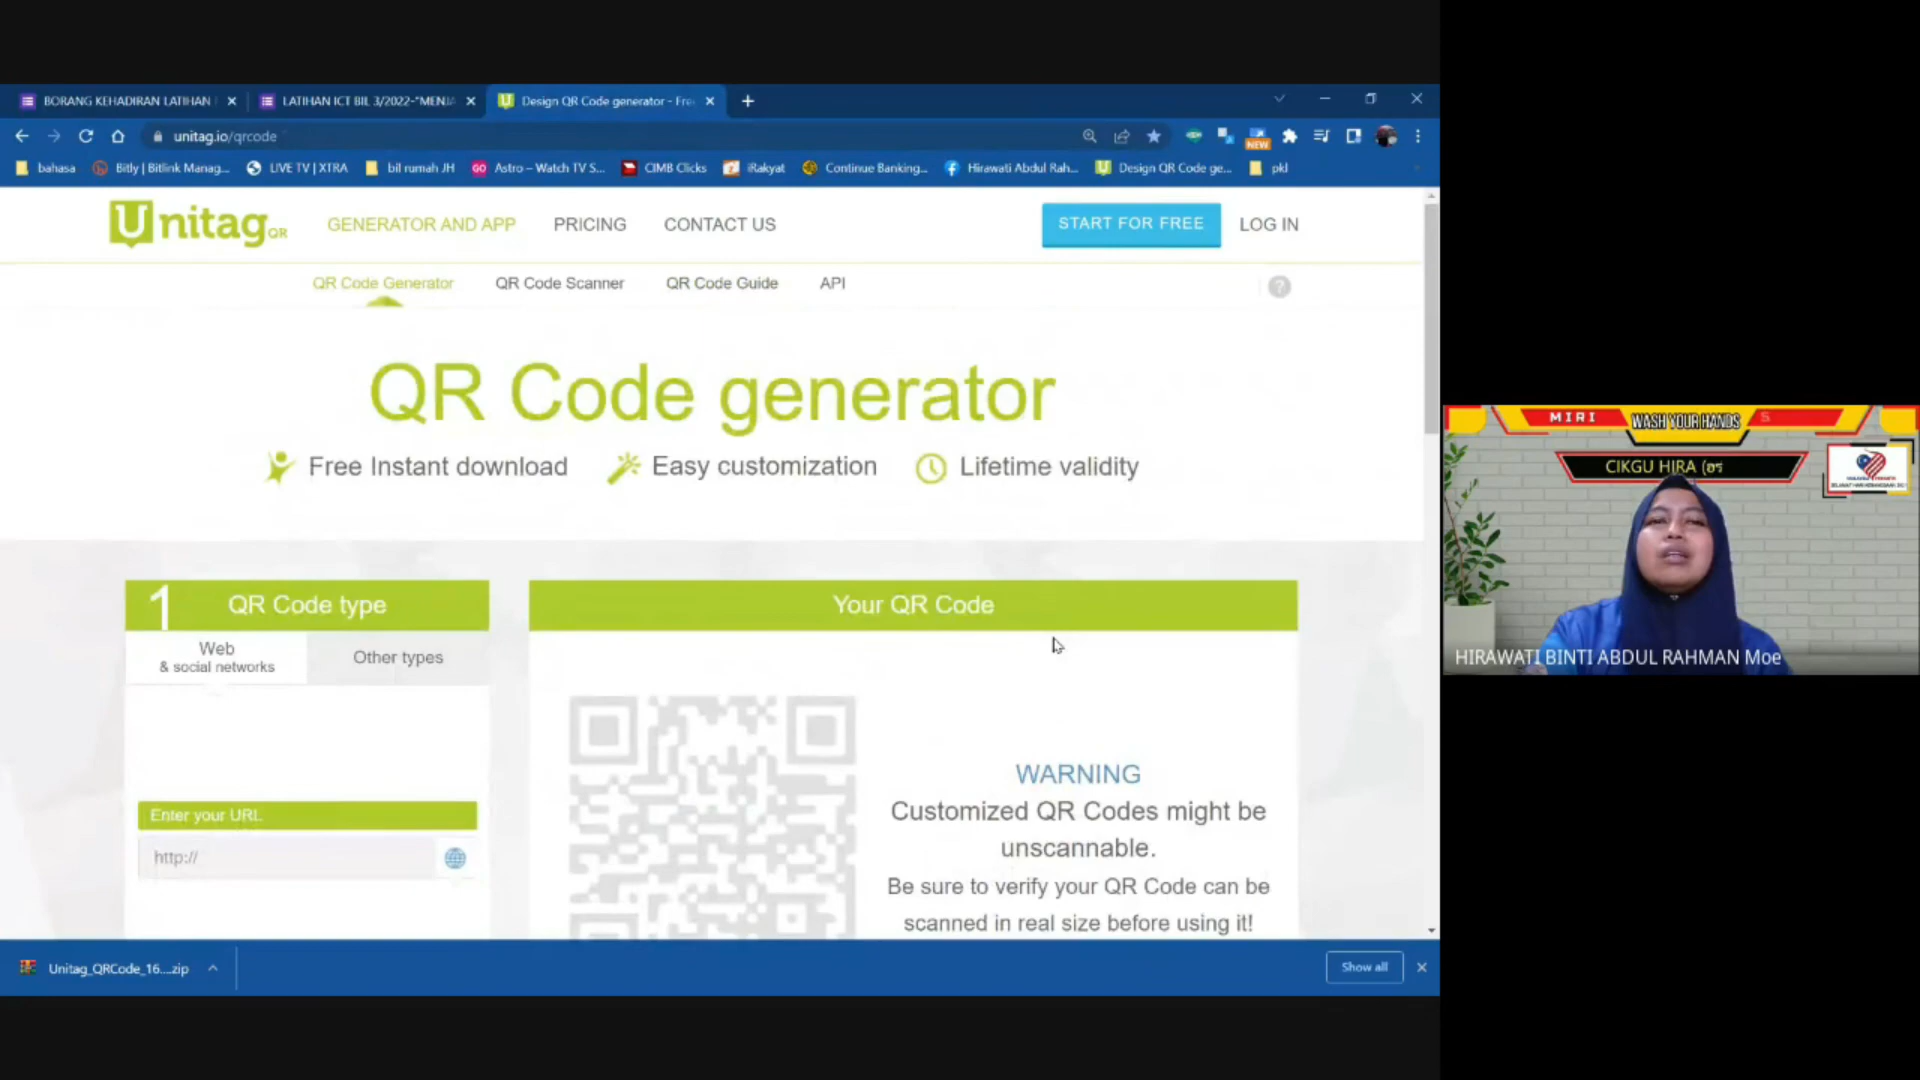 BORANG KEHADIRAN LATIHAN
LATIHAN ICT BIL 3/2022-"MENJA
Design QR Code generator - Fre
unitag.io/qrcode
NEW
bahasa
Bitly | Bitlink Manag...
LIVE TV | XTRA
bil rumah JH
GO
Astro – Watch TV S...
CIMB Clicks
iRakyat
Continue Banking...
Hirawati Abdul Rah...
Design QR Code ge...
pkl
Unitag QR
GENERATOR AND APP
PRICING
CONTACT US
START FOR FREE
LOG IN
QR Code Generator
QR Code Scanner
QR Code Guide
API
?
QR Code generator
Free Instant download
Easy customization
Lifetime validity
1 QR Code type
Web
& social networks
Other types
Enter your URL
http://
Your QR Code
WARNING
Customized QR Codes might be
unscannable.
Be sure to verify your QR Code can be
scanned in real size before using it!
Unitag_QRCode_16....zip
Show all
MIRI
WASH YOUR HANDS
S
CIKGU HIRA
HIRAWATI BINTI ABDUL RAHMAN Moe